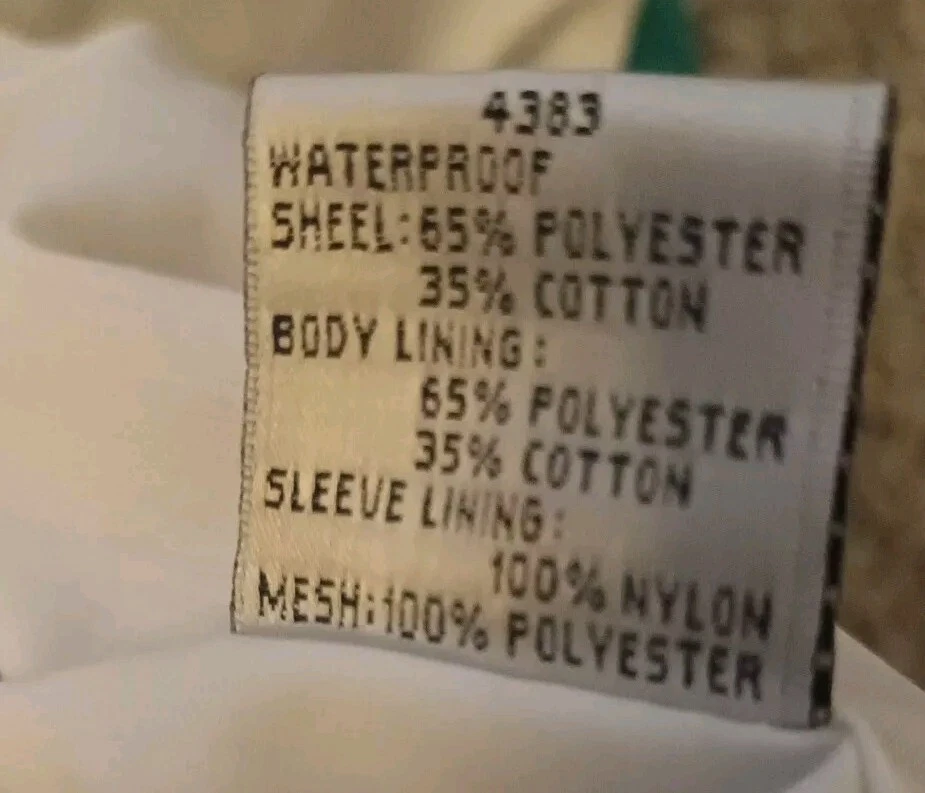 4383
WATERPROOF
SHEEL:65% POLYESTER
35% COTTON
BODY LINING:
65% POLYESTER
35% COTTON
SLEEVE LINING:
100% NYLON
MESH:100% POLYESTER